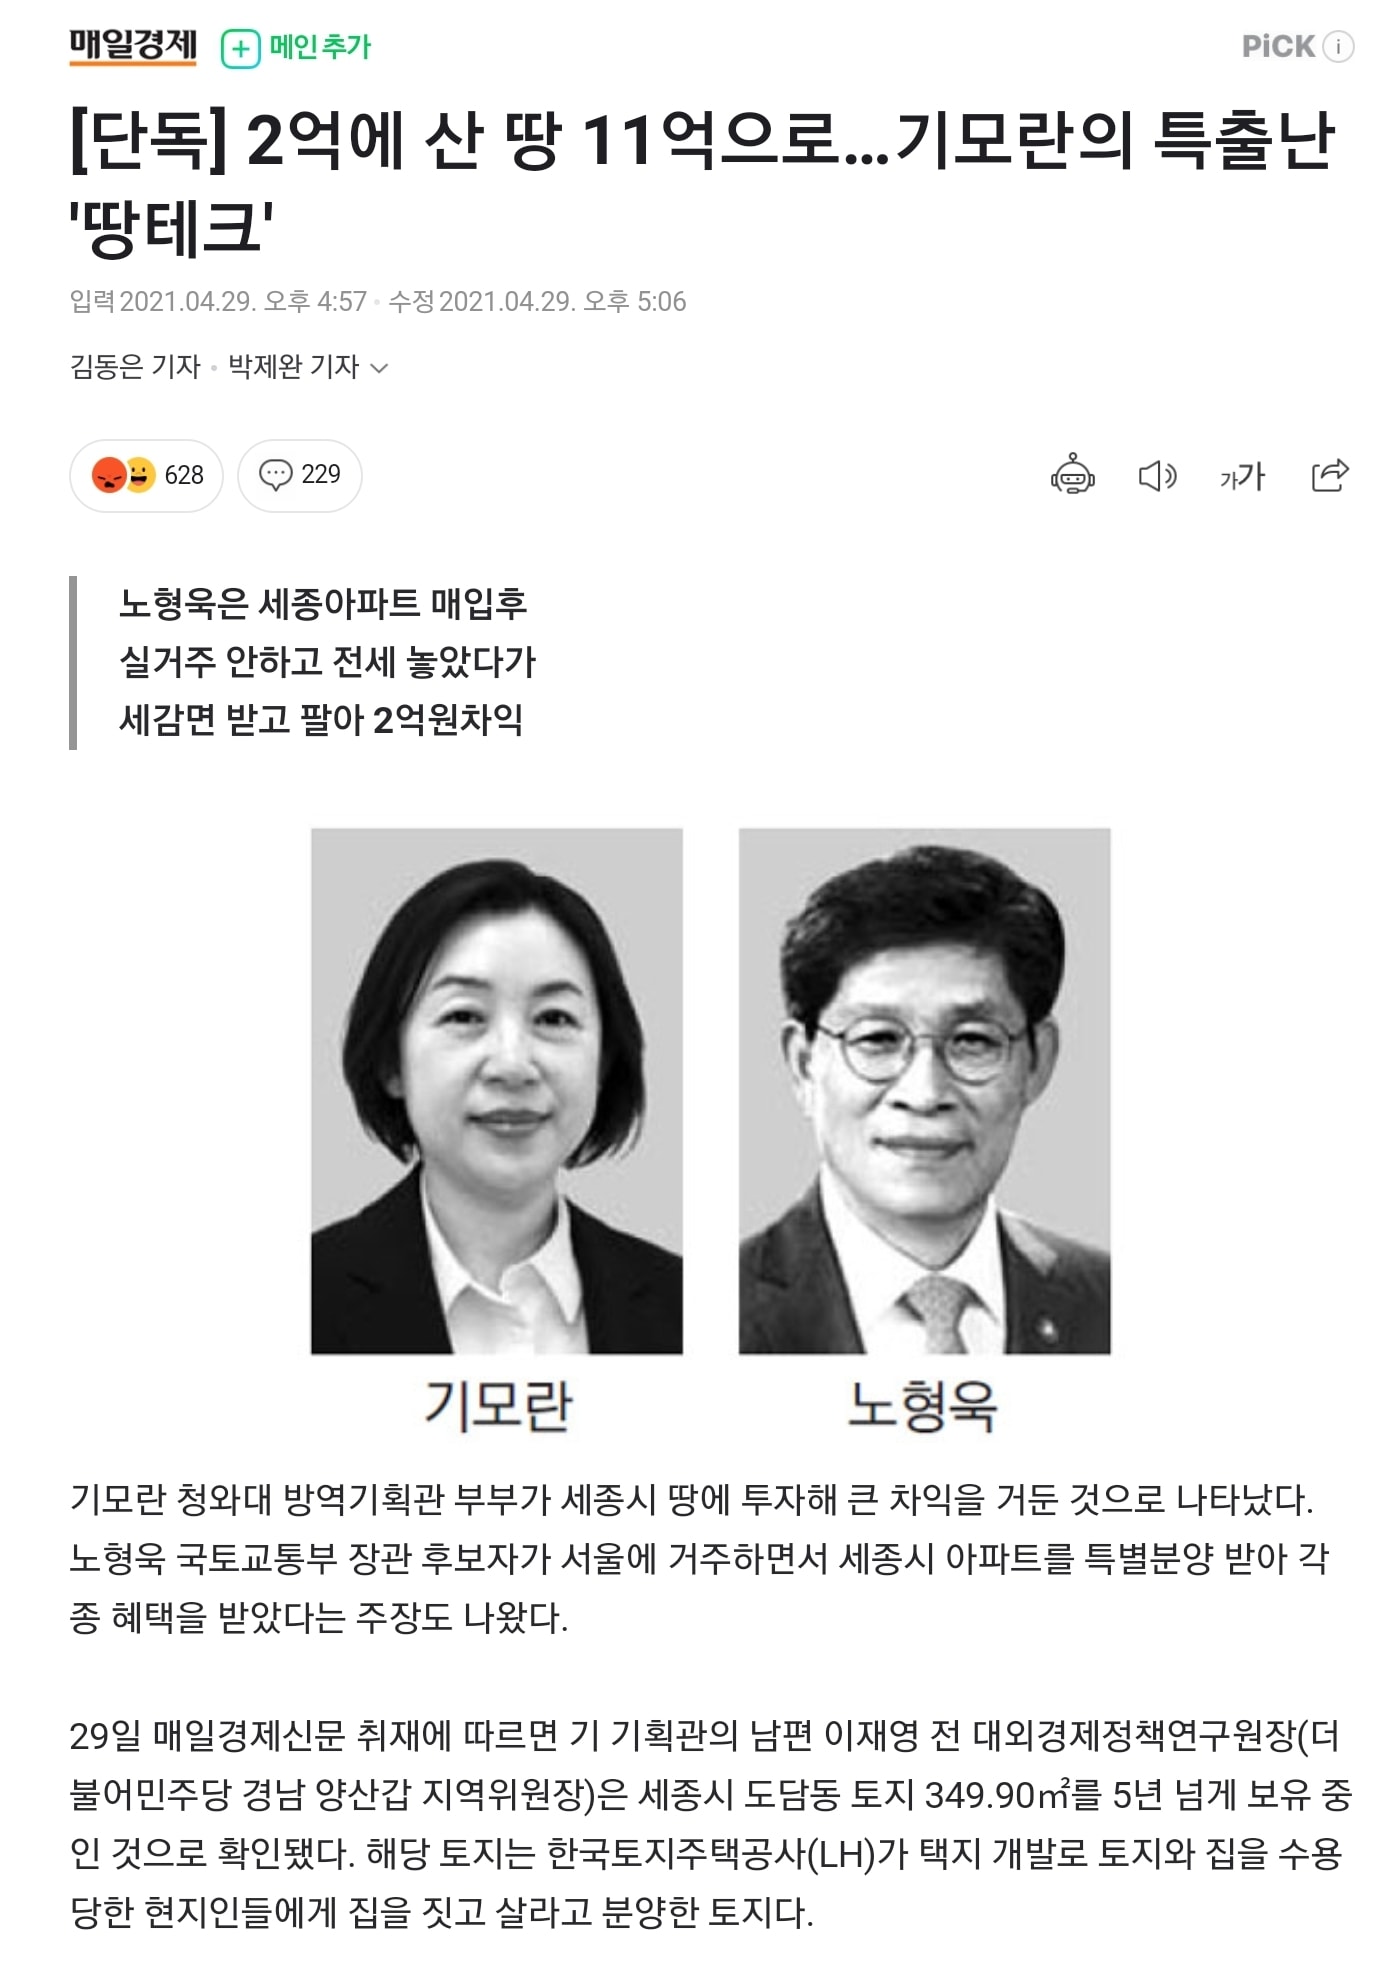 매일경제 메인 추가 PiCK
[단독] 2억에 산 땅 11억으로...기모란의 특출난
'땅테크'
입력 2021.04.29. 오후 4:57 · 수정 2021.04.29. 오후 5:06
김동은 기자 · 박제완 기자
628 229 가가
노형욱은 세종아파트 매입후
실거주 안하고 전세 놓았다가
세감면 받고 팔아 2억원차익
기모란 노형욱
기모란 청와대 방역기획관 부부가 세종시 땅에 투자해 큰 차익을 거둔 것으로 나타났다.
노형욱 국토교통부 장관 후보자가 서울에 거주하면서 세종시 아파트를 특별분양 받아 각
종 혜택을 받았다는 주장도 나왔다.
29일 매일경제신문 취재에 따르면 기 기획관의 남편 이재영 전 대외경제정책연구원장(더
불어민주당 경남 양산갑 지역위원장)은 세종시 도담동 토지 349.90㎡를 5년 넘게 보유 중
인 것으로 확인됐다. 해당 토지는 한국토지주택공사(LH)가 택지 개발로 토지와 집을 수용
당한 현지인들에게 집을 짓고 살라고 분양한 토지다.